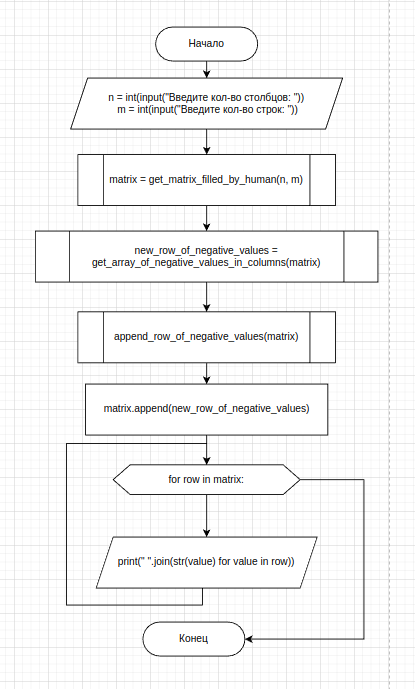 Начало
n = int(input("Введите кол-во столбцов: "))
m = int(input("Введите кол-во строк: "))
matrix = get_matrix_filled_by_human(n, m)
new_row_of_negative_values =
get_array_of_negative_values_in_columns(matrix)
append_row_of_negative_values(matrix)
matrix.append(new_row_of_negative_values)
for row in matrix:
print(" ".join(str(value) for value in row))
Конец